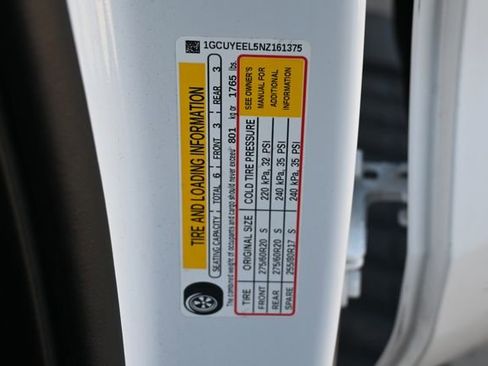 1GCUYEEL5NZ161375
TIRE AND LOADING INFORMATION
SEATING CAPACITY TOTAL 6 FRONT 3 REAR 3
The combined weight of occupants and cargo should never exceed 801 kg or 1765 lbs.
TIRE ORIGINAL SIZE COLD TIRE PRESSURE
FRONT 275/60R20 S 220 kPa, 32 PSI
REAR 275/60R20 S 240 kPa, 35 PSI
SPARE 255/80R17 S 240 kPa, 35 PSI
SEE OWNER'S
MANUAL FOR
ADDITIONAL
INFORMATION